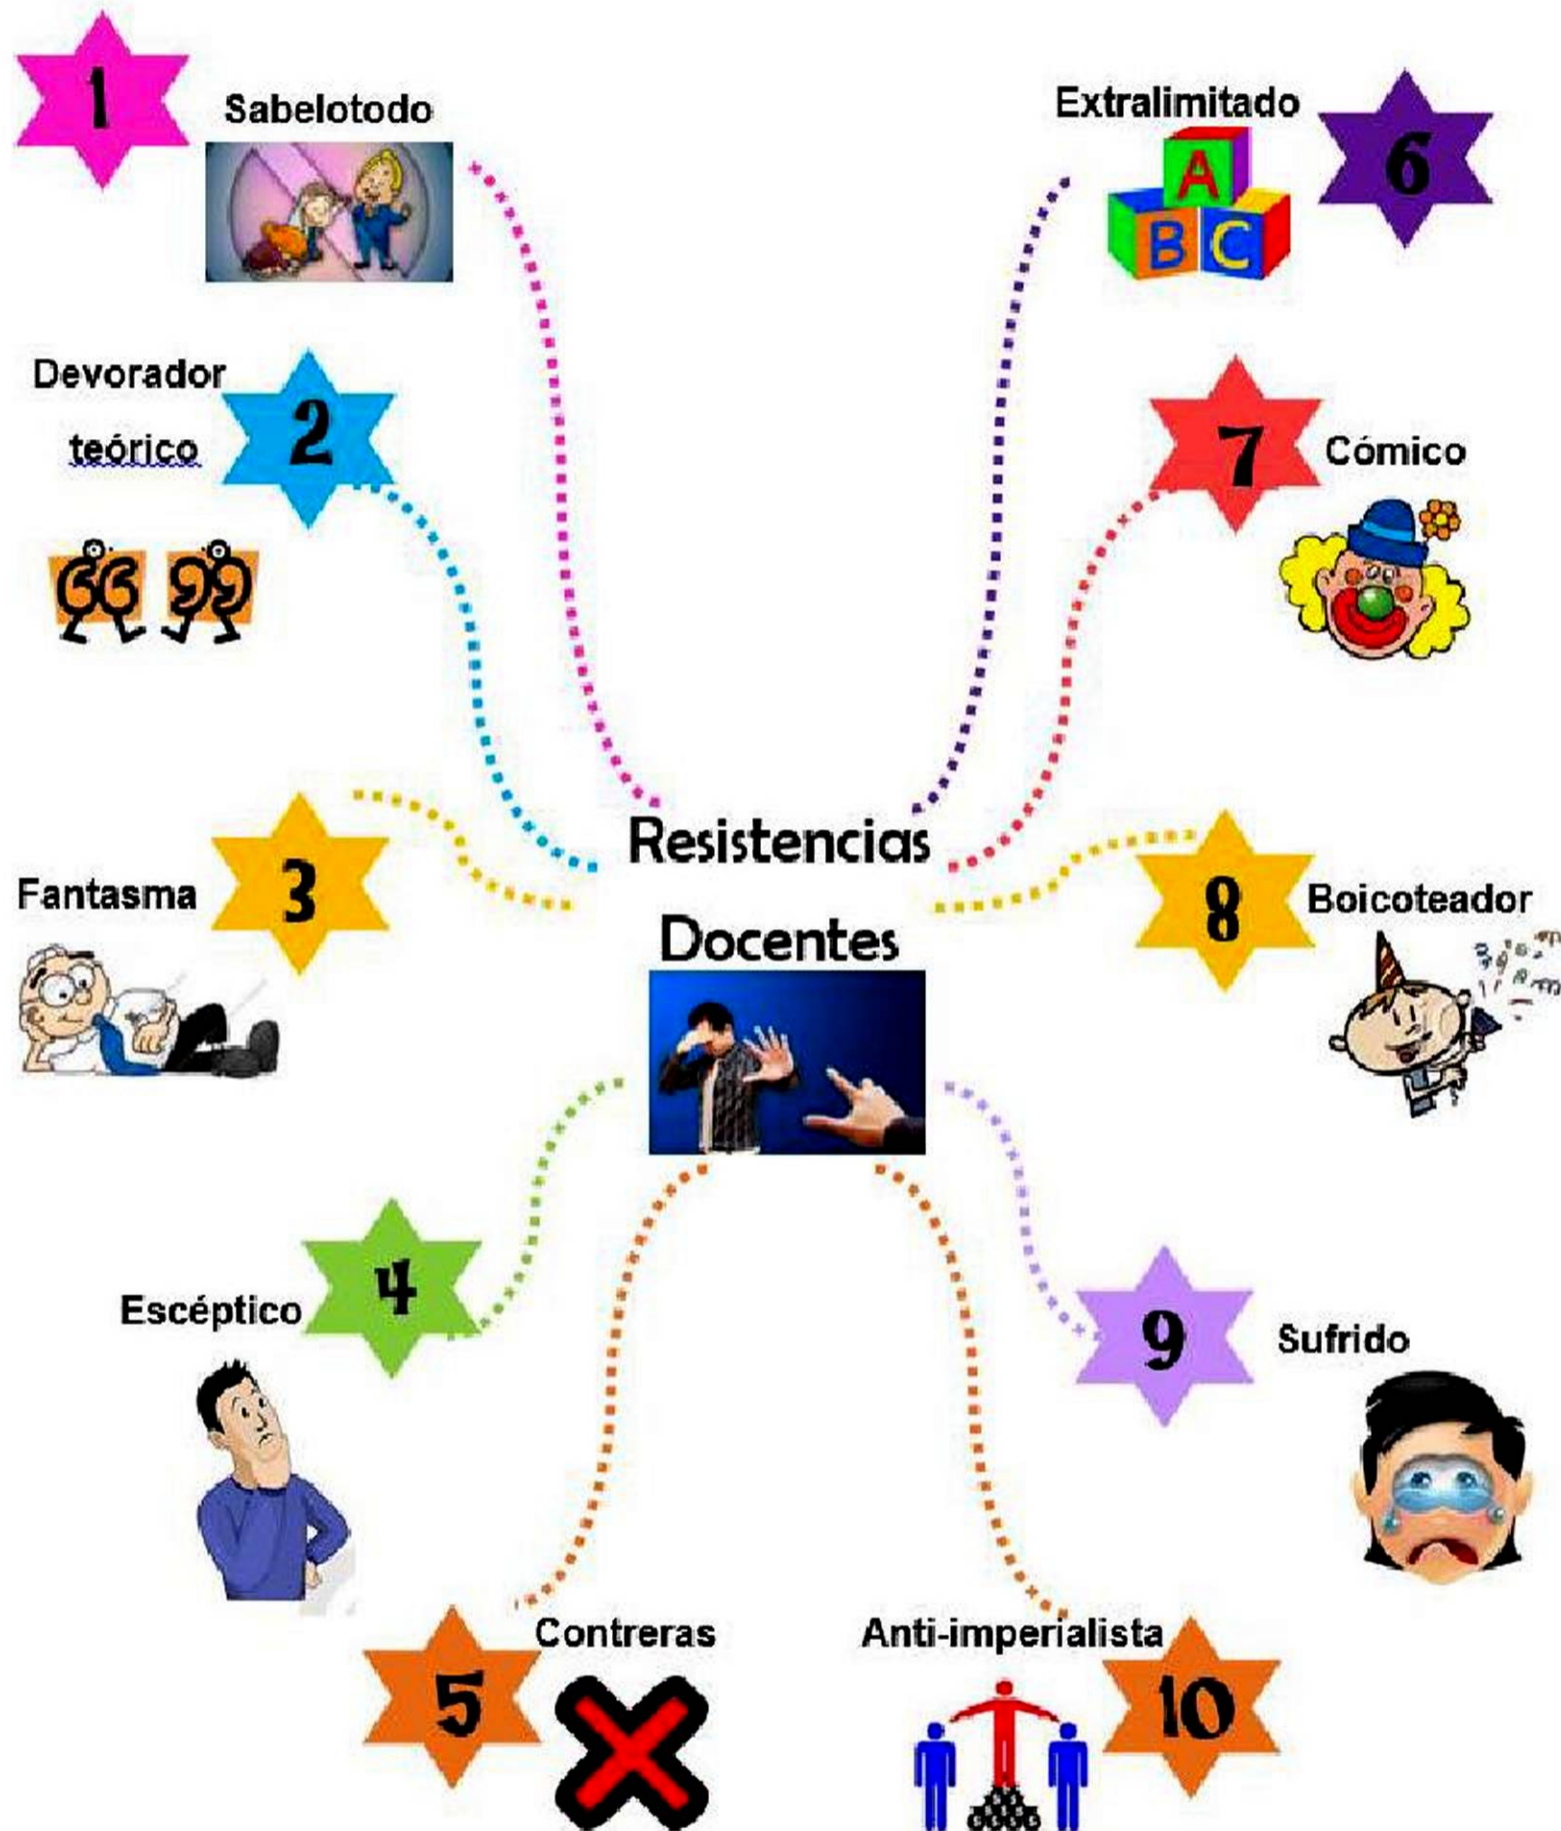 1
Sabelotodo
Devorador
teórico
2
Fantasma
3
Escéptico
4
5
Contreras
Resistencias
Docentes
Extralimitado
6
A
B C
7
Cómico
8
Boicoteador
9
Sufrido
Anti-imperialista
10